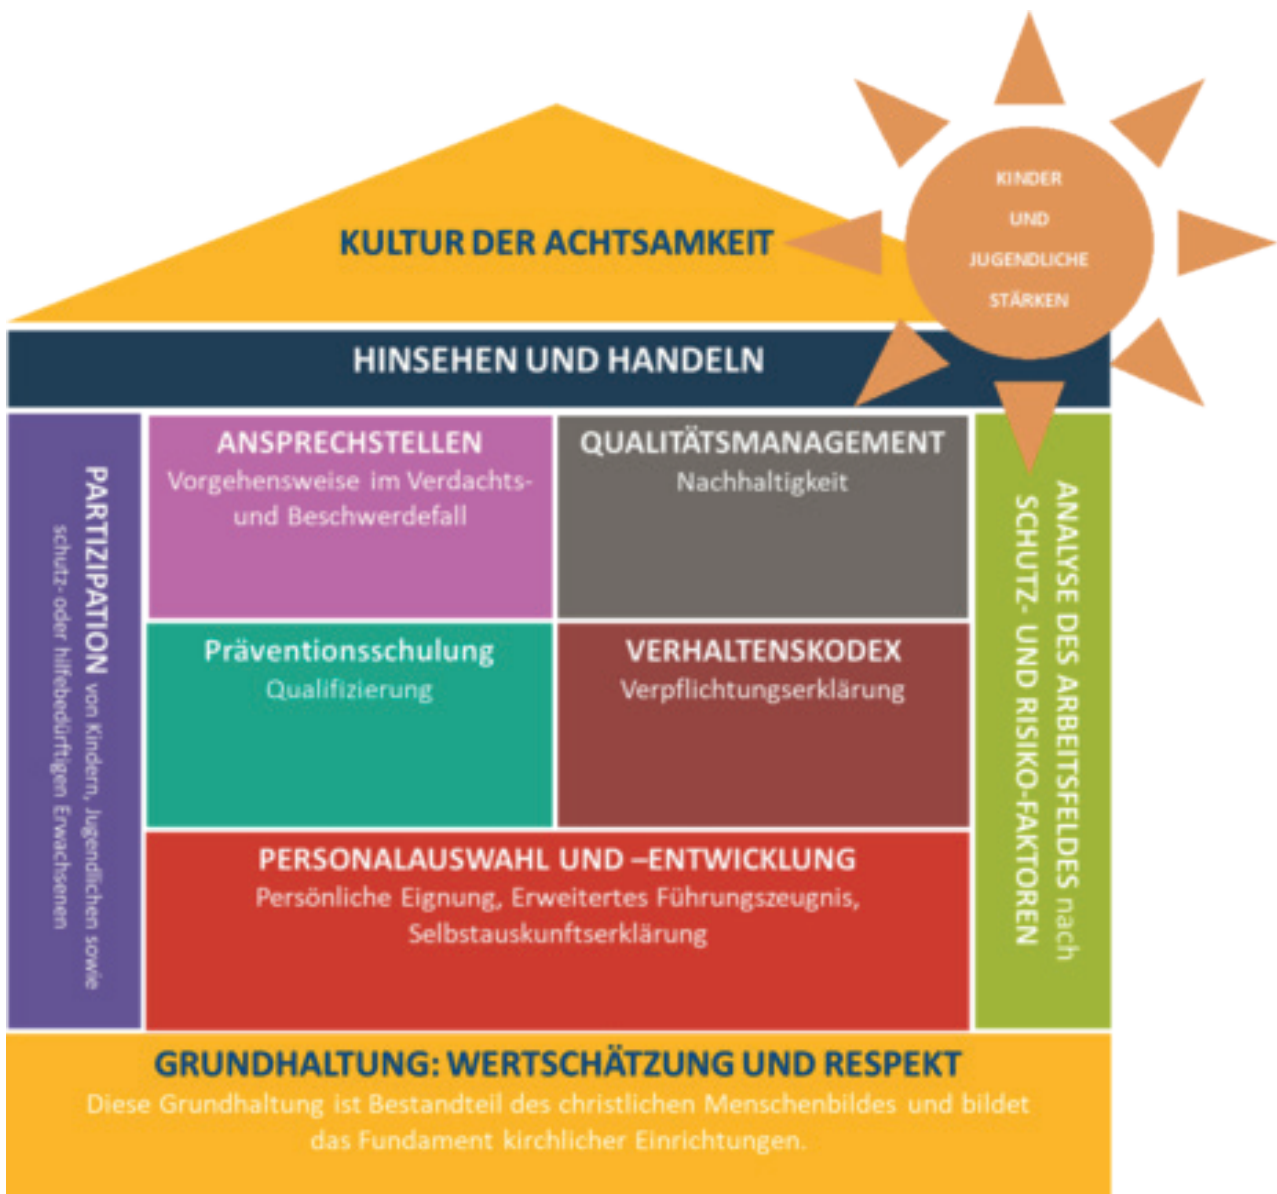 KINDER
UND
JUGENDLICHE
STÄRKEN
KULTUR DER ACHTSAMKEIT
HINSEHEN UND HANDELN
PARTIZIPATION von Kindern, Jugendlichen sowie
schutz- oder hilfebedürftigen Erwachsenen
ANSPRECHSTELLEN
Vorgehensweise im Verdachts-
und Beschwerdefall
QUALITÄTSMANAGEMENT
Nachhaltigkeit
Präventionsschulung
Qualifizierung
VERHALTENSKODEX
Verpflichtungserklärung
PERSONALAUSWAHL UND –ENTWICKLUNG
Persönliche Eignung, Erweitertes Führungszeugnis,
Selbstauskunftserklärung
ANALYSE DES ARBEITSFELDES nach
SCHUTZ- UND RISIKO-FAKTOREN
GRUNDHALTUNG: WERTSCHÄTZUNG UND RESPEKT
Diese Grundhaltung ist Bestandteil des christlichen Menschenbildes und bildet
das Fundament kirchlicher Einrichtungen.